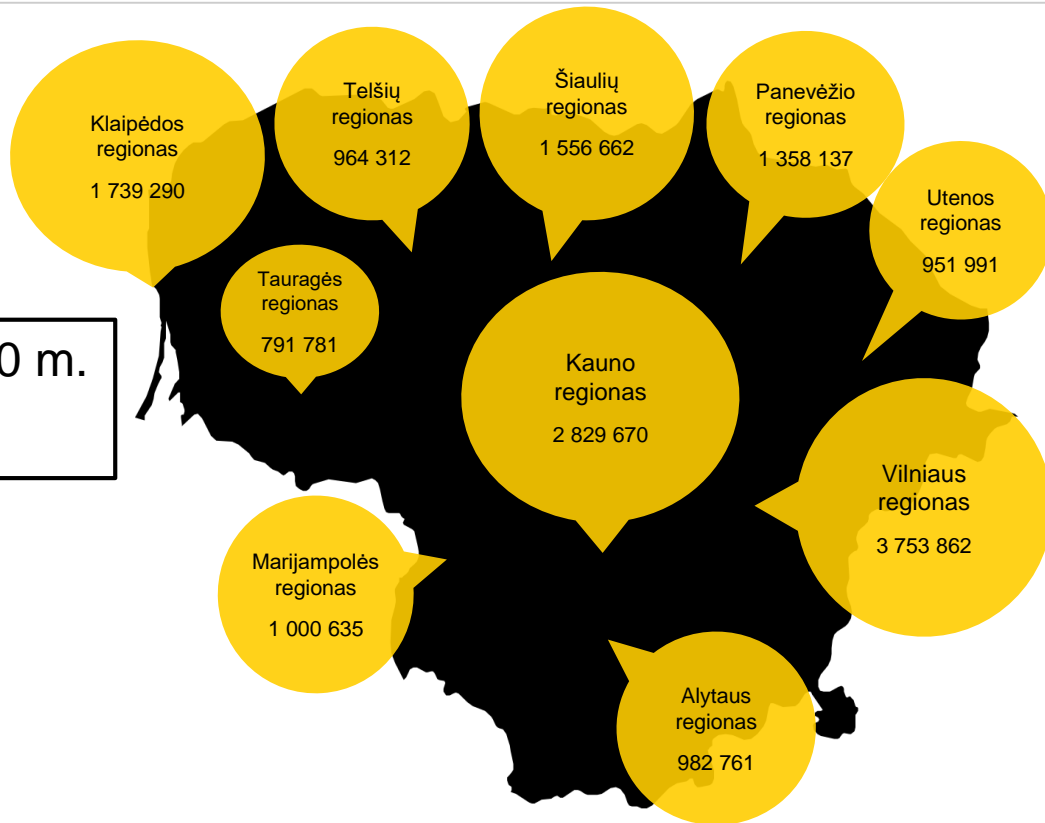 Klaipėdos
regionas
1 739 290
Telšių
regionas
964 312
Šiaulių
regionas
1 556 662
Panevėžio
regionas
1 358 137
Utenos
regionas
951 991
Tauragės
regionas
791 781
0 m.
Kauno
regionas
2 829 670
Vilniaus
regionas
3 753 862
Marijampolės
regionas
1 000 635
Alytaus
regionas
982 761